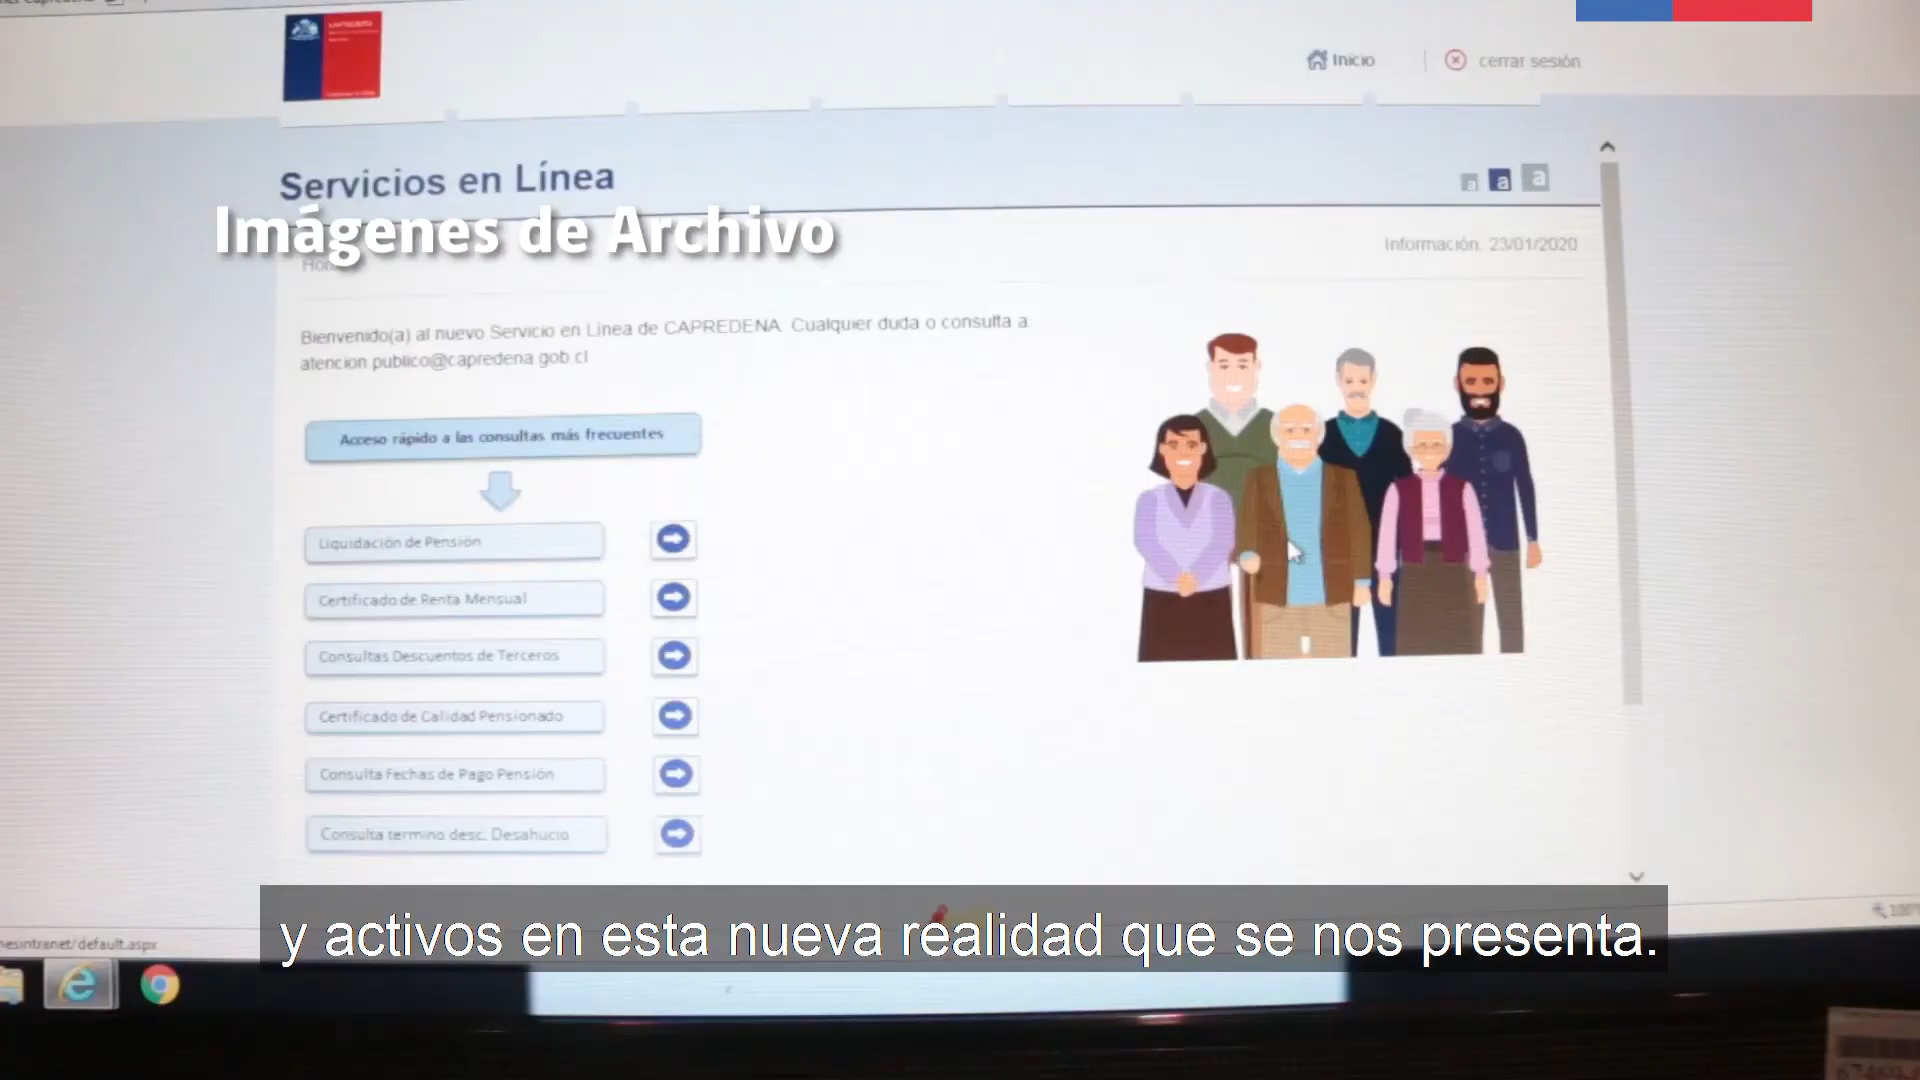 Inicio
cerrar sesión
Servicios en Línea
a a a
Imágenes de Archivo
Información: 23/01/2020
Bienvenido(a) al nuevo Servicio en Línea de CAPREDENA. Cualquier duda o consulta a
atencion.publico@capredena.gob.cl
Acceso rápido a las consultas más frecuentes
Liquidación de Pensión
Certificado de Renta Mensual
Consultas Descuentos de Terceros
Certificado de Calidad Pensionado
Consulta Fechas de Pago Pensión
Consulta termino desc. Desahucio
y activos en esta nueva realidad que se nos presenta.
nesintranet/default.aspx